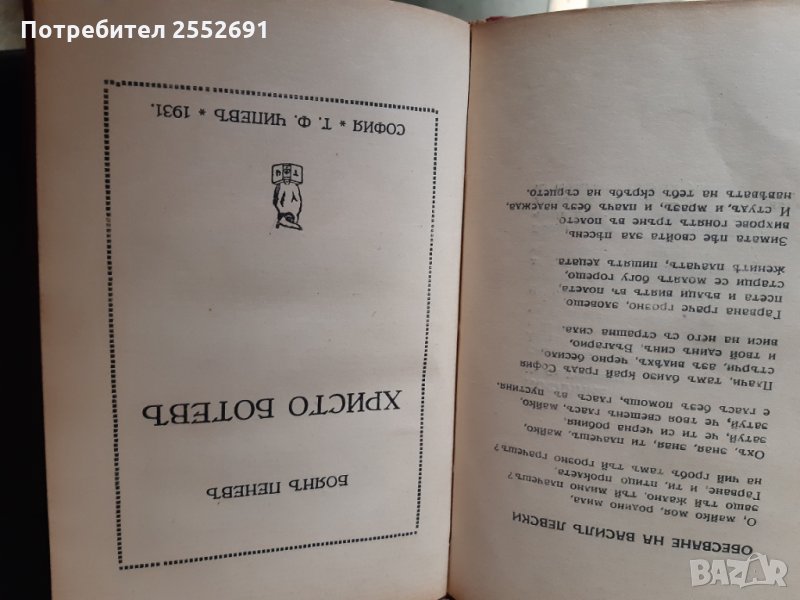 Потребител 2552691
БОЯНЪ ПЕНЕВЪ
ХРИСТО БОТЕВЪ
Т Ф Ч
СОФИЯ * Т. Ф. ЧИПЕВЪ * 1931.
ОБЕСВАНЕ НА ВАСИЛЪ ЛЕВСКИ
О, майко моя, родино мила,
защо тъй жално, тъй милно плачешъ?
Гарване, и ти, птицо проклета,
на чий гробъ тамъ тъй грозно грачешъ?
Охъ, зная, зная, ти плачешъ, майко,
затуй, че ти си черна робиня,
затуй, че твоя свещенъ гласъ, майко,
е гласъ безъ помощь, гласъ въ пустиня.
Плачи, тамъ близо край градъ София
стърчи, азъ видѣхъ, черно бесило,
и твой единъ синъ, Българио,
виси на него съ страшна сила.
Гарвана граче грозно, зловещо,
псета и вълци виятъ въ полета,
старци се молятъ богу горещо,
женитѣ плачатъ, пищятъ децата.
Зимата пѣе свойта зла пѣсень,
вихрове гонятъ тръне въ полето,
И студъ, и мразъ, и плачъ безъ надежда,
навѣватъ на тебъ скръбь на сърцето.
BAZAR